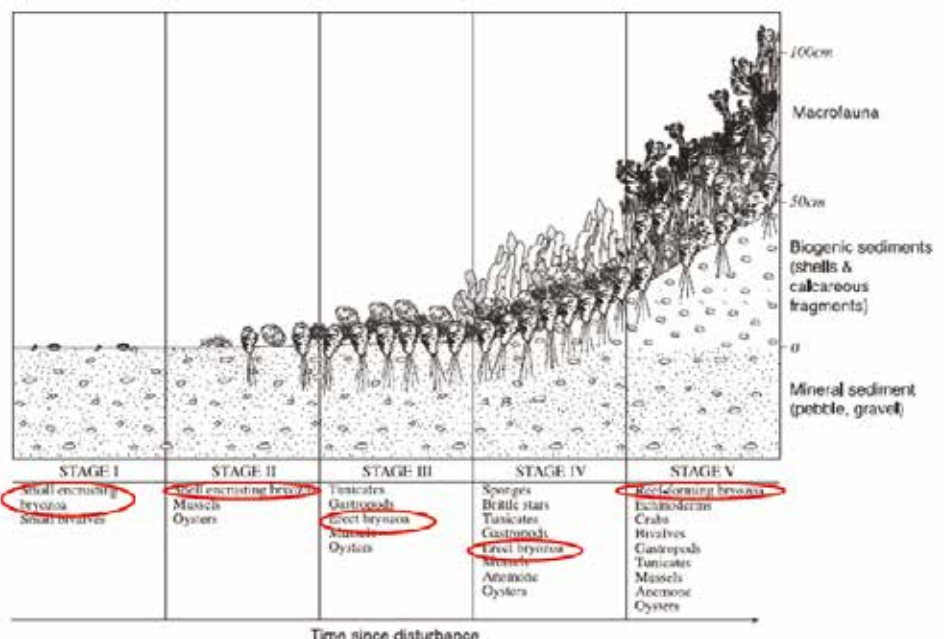 100cm
Macrofauna
50cm
Biogenic sediments
(shells &
calcareous
fragments)
0
Mineral sediment
(pebble, gravel)
STAGE I
STAGE II
STAGE III
STAGE IV
STAGE V
Small encrusting
bryozoa
Small bivalves
Shell encrusting bryozoa
Mussels
Oysters
Tunicates
Gastropods
Erect bryozoa
Mussels
Oysters
Sponges
Brittle stars
Tunicates
Gastropods
Erect bryozoa
Mussels
Anemone
Oysters
Reef-forming bryozoa
Echinoderms
Crabs
Bivalves
Gastropods
Tunicates
Mussels
Anemone
Oysters
Time since disturbance